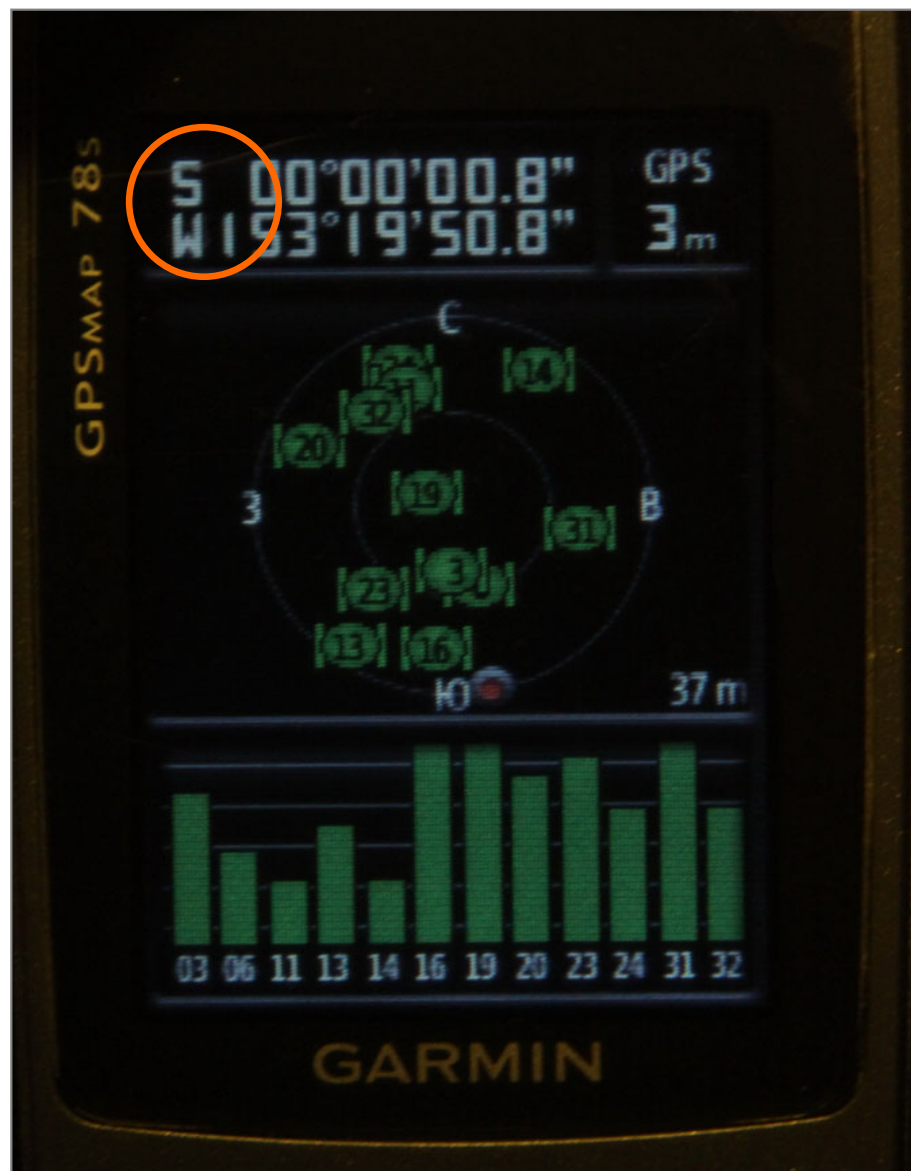 GPSMAP 78s
S 00°00'00.8"
W153°19'50.8"
GPS
3m
С
14
32
20
19
З
В
31
3
23
13
16
Ю
37 m
03 06 11 13 14 16 19 20 23 24 31 32
GARMIN